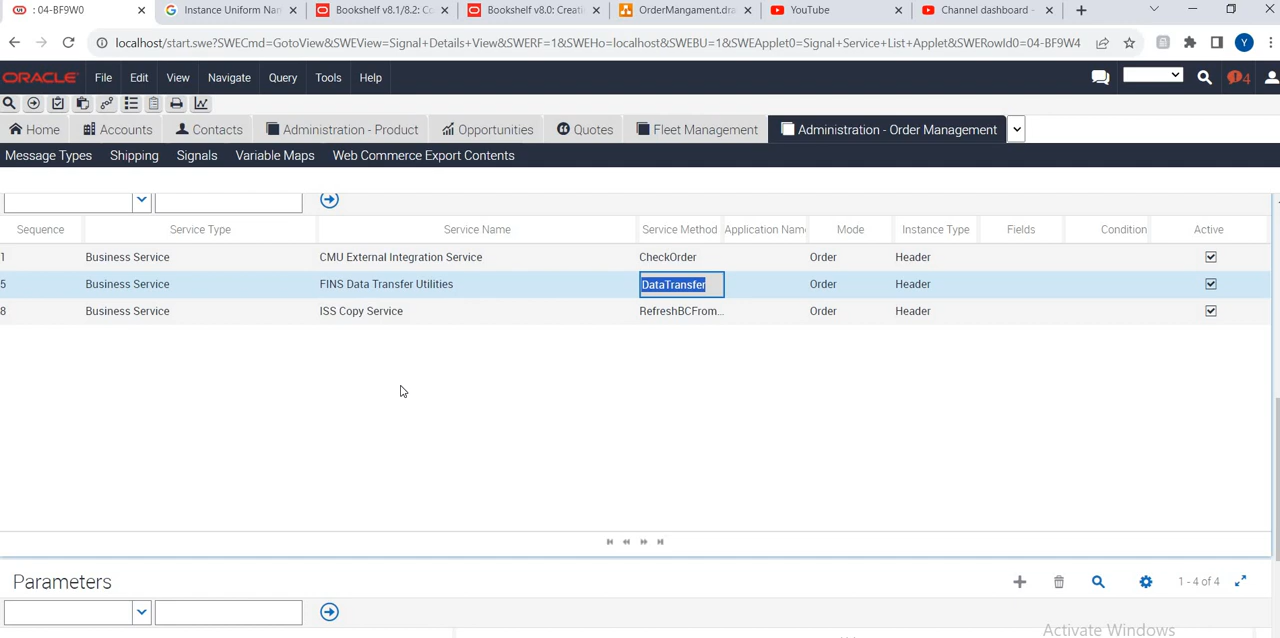 : 04-BF9W0
Instance Uniform Nan
Bookshelf v8.1/8.2: Co
Bookshelf v8.0: Creatin
OrderMangament.dra
YouTube
Channel dashboard -
localhost/start.swe?SWECmd=GotoView&SWEView=Signal+Details+View&SWERF=1&SWEHo=localhost&SWEBU=1&SWEApplet0=Signal+Service+List+Applet&SWERowId0=04-BF9W4
Y
ORACLE File Edit View Navigate Query Tools Help
4
Home Accounts Contacts Administration - Product Opportunities Quotes Fleet Management Administration - Order Management
Message Types Shipping Signals Variable Maps Web Commerce Export Contents
Sequence Service Type Service Name Service Method Application Name Mode Instance Type Fields Condition Active
1 Business Service CMU External Integration Service CheckOrder Order Header
5 Business Service FINS Data Transfer Utilities DataTransfer Order Header
8 Business Service ISS Copy Service RefreshBCFrom... Order Header
Parameters
1 - 4 of 4
Activate Windows